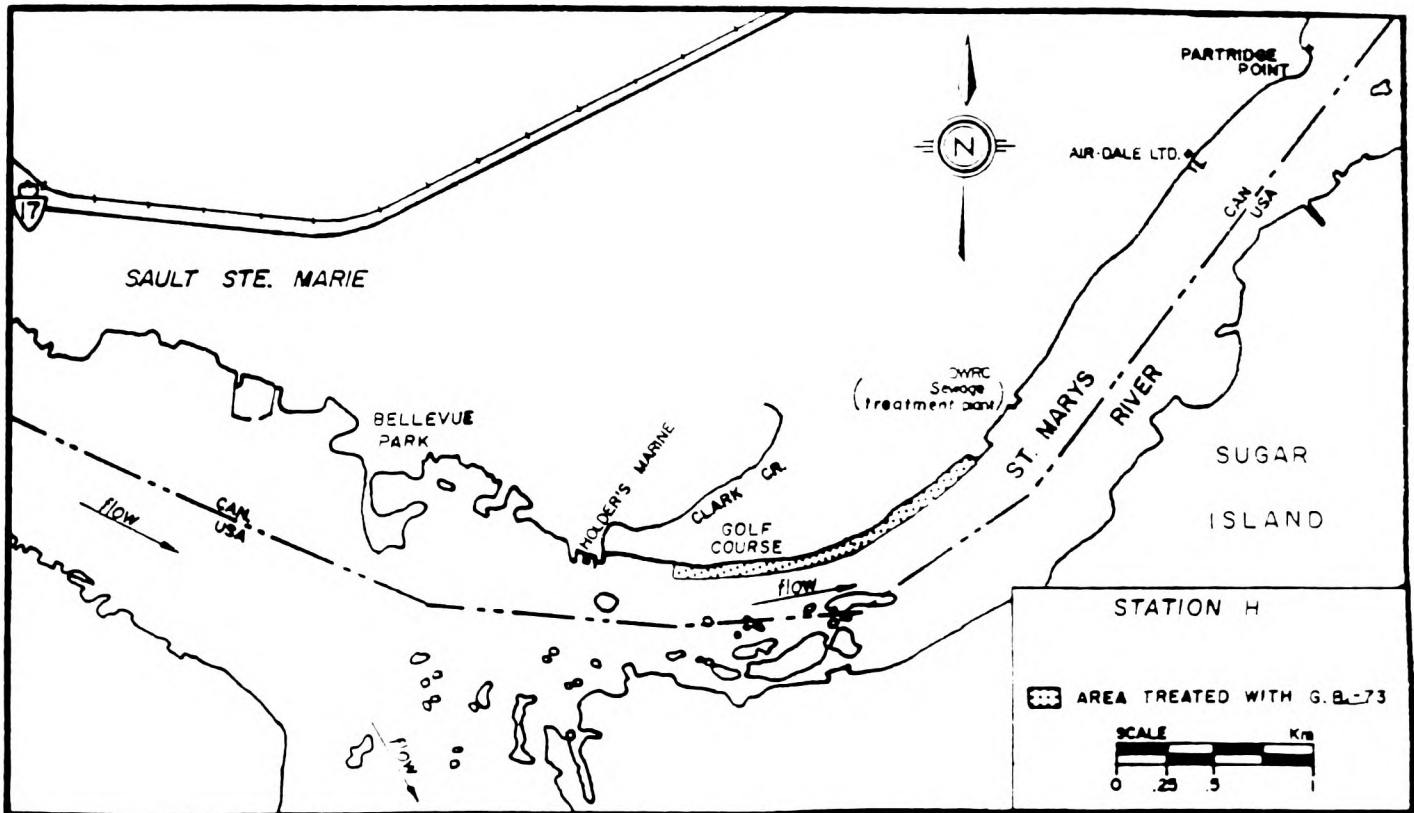 PARTRIDGE
POINT
N
AIR-DALE LTD.
CAN
USA
17
SAULT STE. MARIE
OWRC
Sewage
(treatment plant)
ST. MARYS
RIVER
BELLEVUE
PARK
HOLDER'S MARINE
CLARK CR.
SUGAR
ISLAND
CAN.
USA
flow
GOLF
COURSE
flow
flow
STATION H
AREA TREATED WITH G.B.-73
SCALE Km
0 .25 .5 1